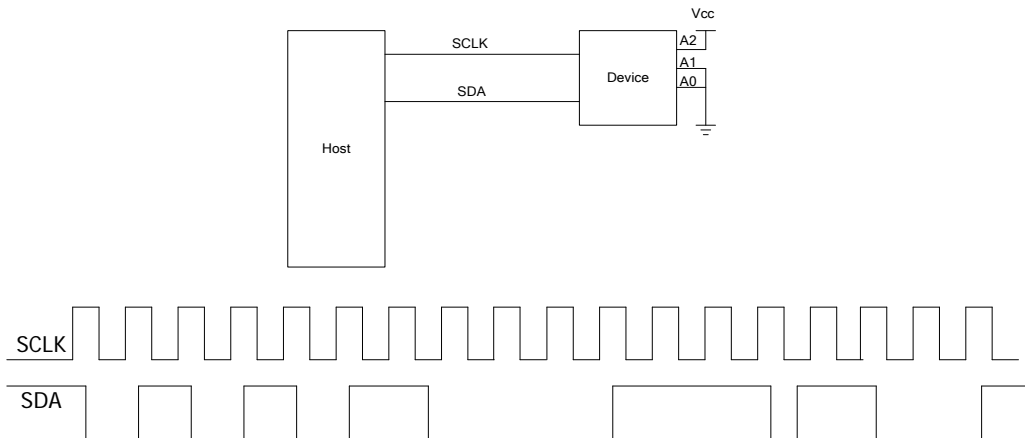 Vcc
SCLK
A2
A1
Device
A0
SDA
Host
SCLK
SDA